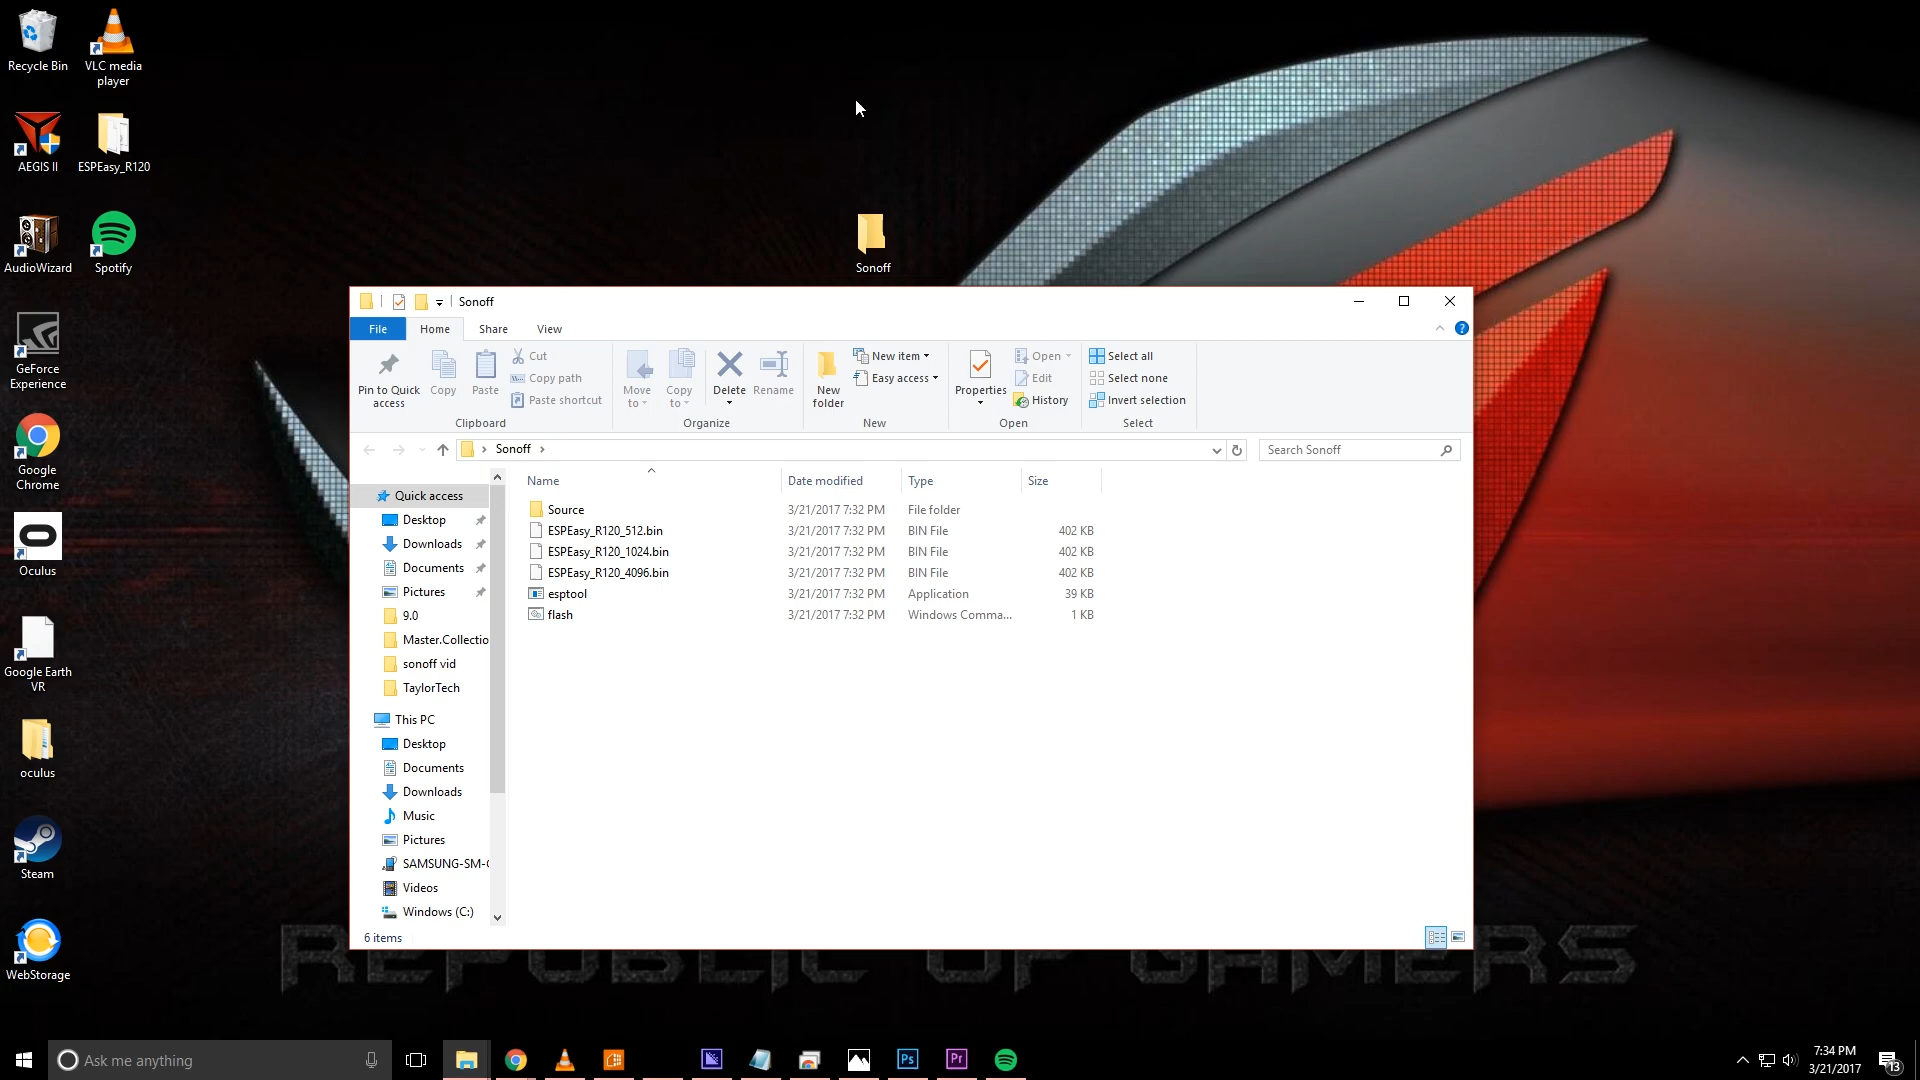 Recycle Bin
VLC media
player
AEGIS II
ESPEasy_R120
AudioWizard
Spotify
GeForce
Experience
Google
Chrome
Oculus
Google Earth
VR
oculus
Steam
WebStorage
Sonoff
Sonoff
File
Home
Share
View
Pin to Quick
access
Copy
Paste
Cut
Copy path
Paste shortcut
Clipboard
Move
to
Copy
to
Delete
Rename
Organize
New
folder
New item
Easy access
New
Properties
Open
Edit
History
Open
Select all
Select none
Invert selection
Select
Sonoff
Search Sonoff
Quick access
Desktop
Downloads
Documents
Pictures
9.0
Master.Collectio
sonoff vid
TaylorTech
This PC
Desktop
Documents
Downloads
Music
Pictures
SAMSUNG-SM-
Videos
Windows (C:)
Name Date modified Type Size
Source 3/21/2017 7:32 PM File folder
ESPEasy_R120_512.bin 3/21/2017 7:32 PM BIN File 402 KB
ESPEasy_R120_1024.bin 3/21/2017 7:32 PM BIN File 402 KB
ESPEasy_R120_4096.bin 3/21/2017 7:32 PM BIN File 402 KB
esptool 3/21/2017 7:32 PM Application 39 KB
flash 3/21/2017 7:32 PM Windows Comma... 1 KB
6 items
REPUBLIC OF GAMERS
Ask me anything
Ps
Pr
7:34 PM
3/21/2017
13